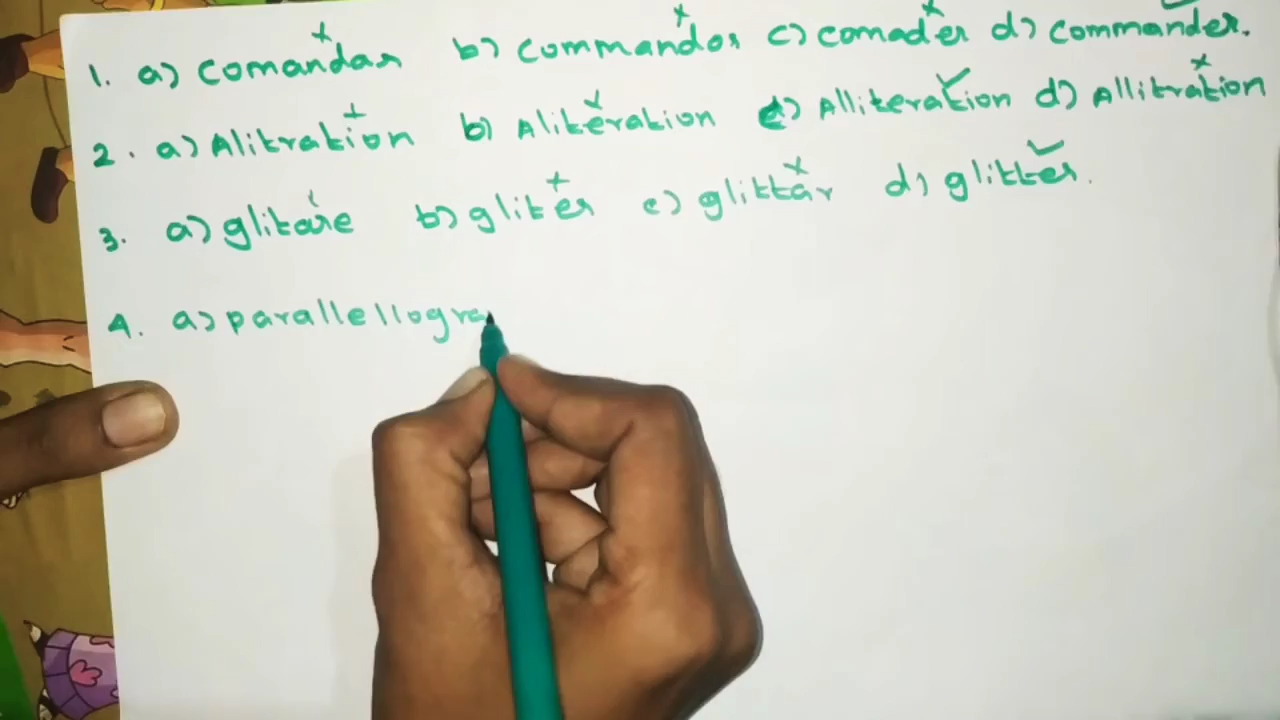 1. a) comandar b) commandor c) comader d) commander.
2. a) Alitration b) Aliteration c) Alliteration d) Allitration
3. a) glitare b) gliter c) glittar d) glitter.
4. a) parallellogra